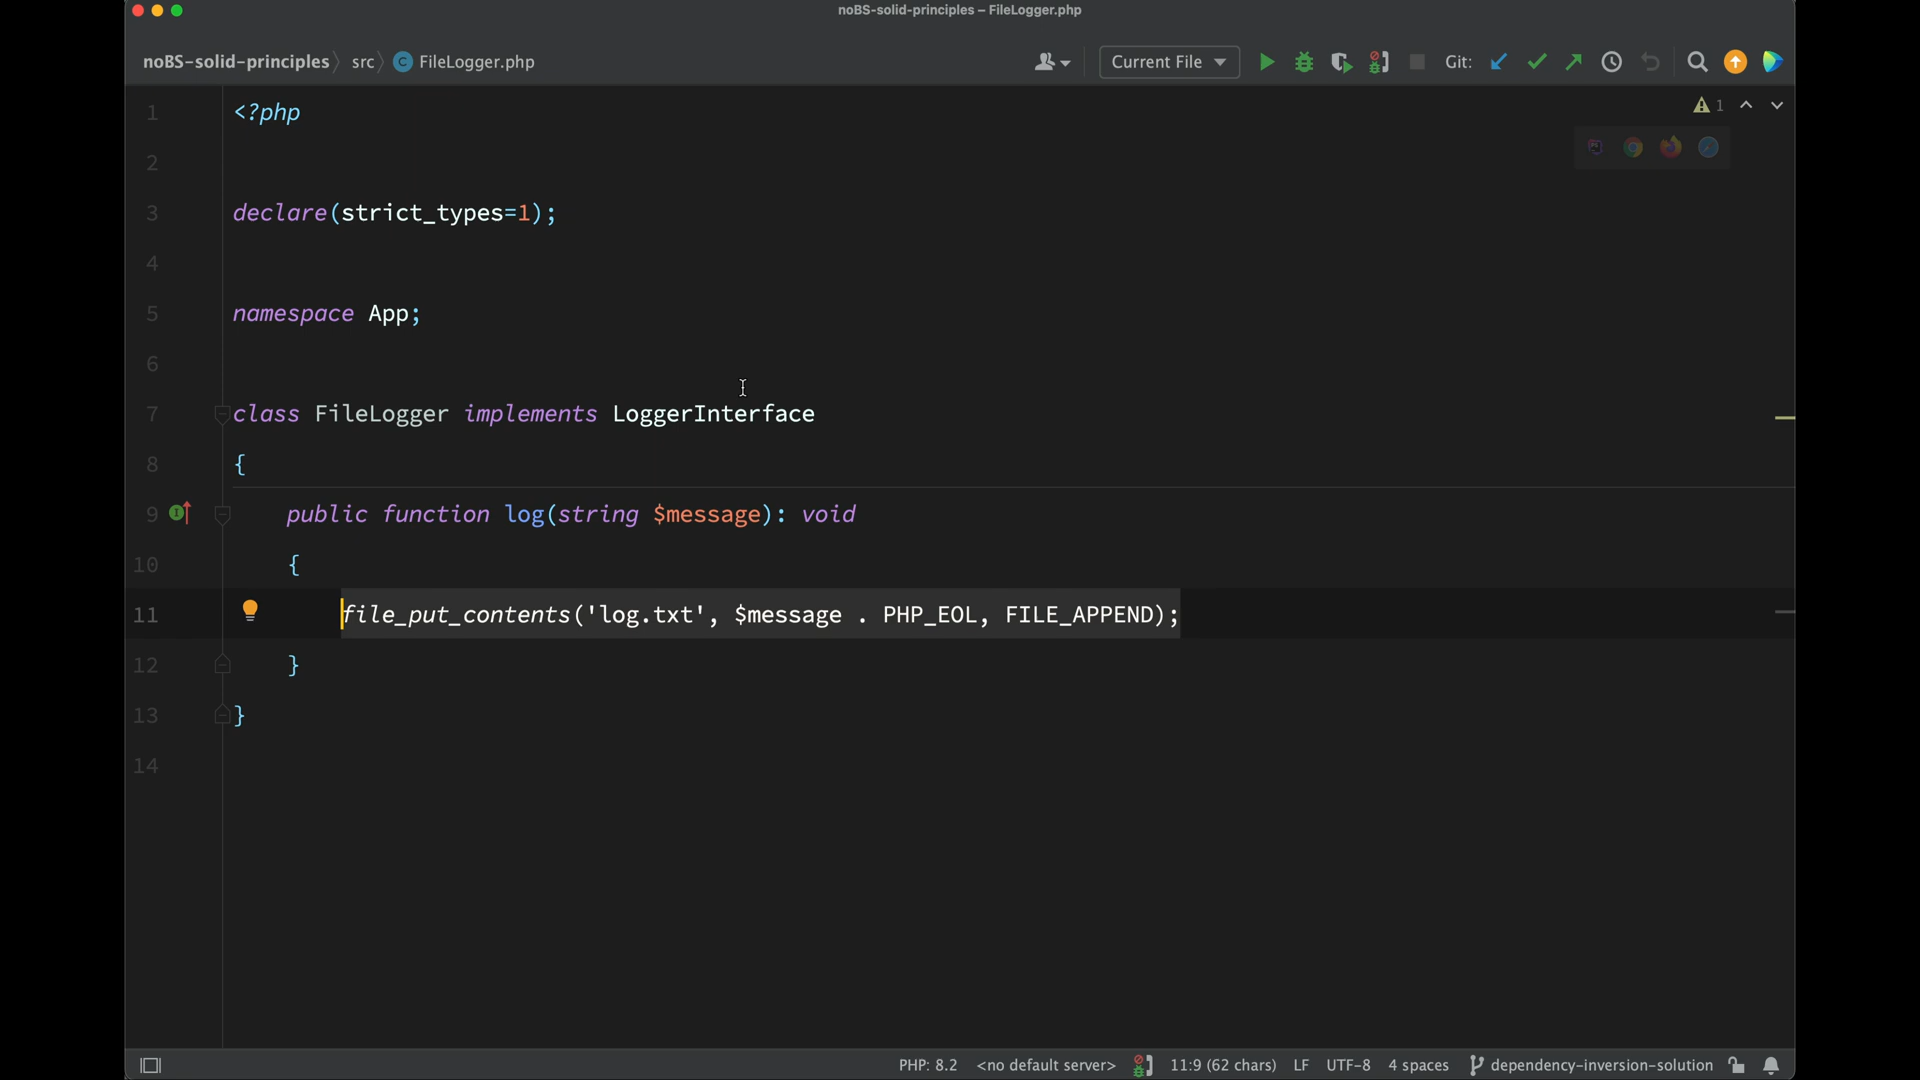 noBS-solid-principles – FileLogger.php
noBS-solid-principles src FileLogger.php Current File Git:
1 <?php 1
2
3 declare(strict_types=1);
4
5 namespace App;
6
7 class FileLogger implements LoggerInterface
8 {
9 public function log(string $message): void
10 {
11 file_put_contents('log.txt', $message . PHP_EOL, FILE_APPEND);
12 }
13 }
14
PHP: 8.2 <no default server> 11:9 (62 chars) LF UTF-8 4 spaces dependency-inversion-solution